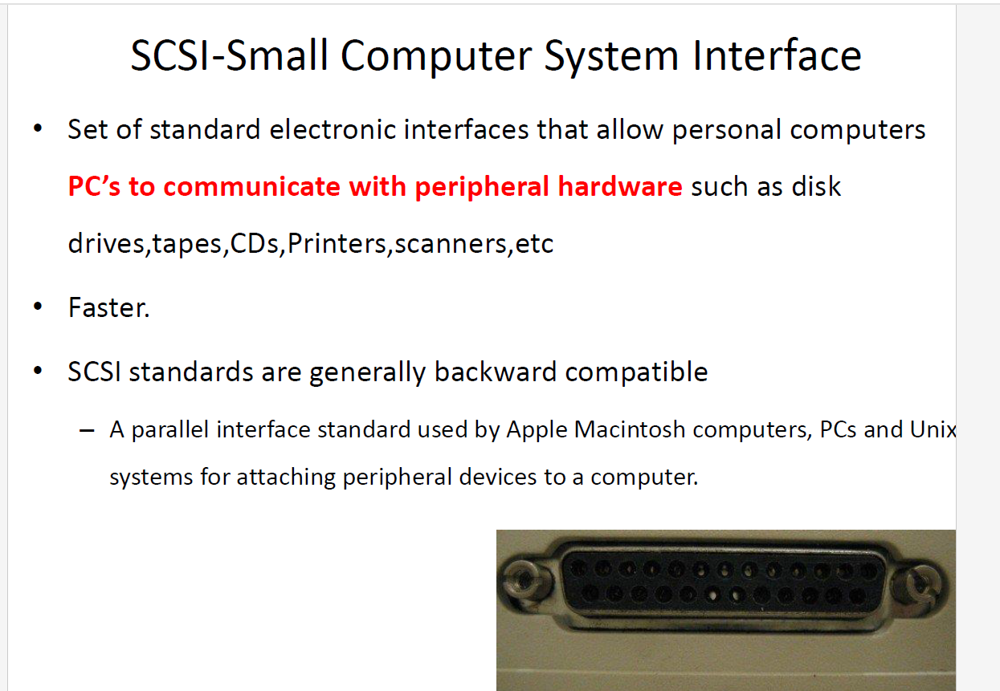 SCSI-Small Computer System Interface
• Set of standard electronic interfaces that allow personal computers
PC’s to communicate with peripheral hardware such as disk
drives,tapes,CDs,Printers,scanners,etc
• Faster.
• SCSI standards are generally backward compatible
– A parallel interface standard used by Apple Macintosh computers, PCs and Unix
systems for attaching peripheral devices to a computer.